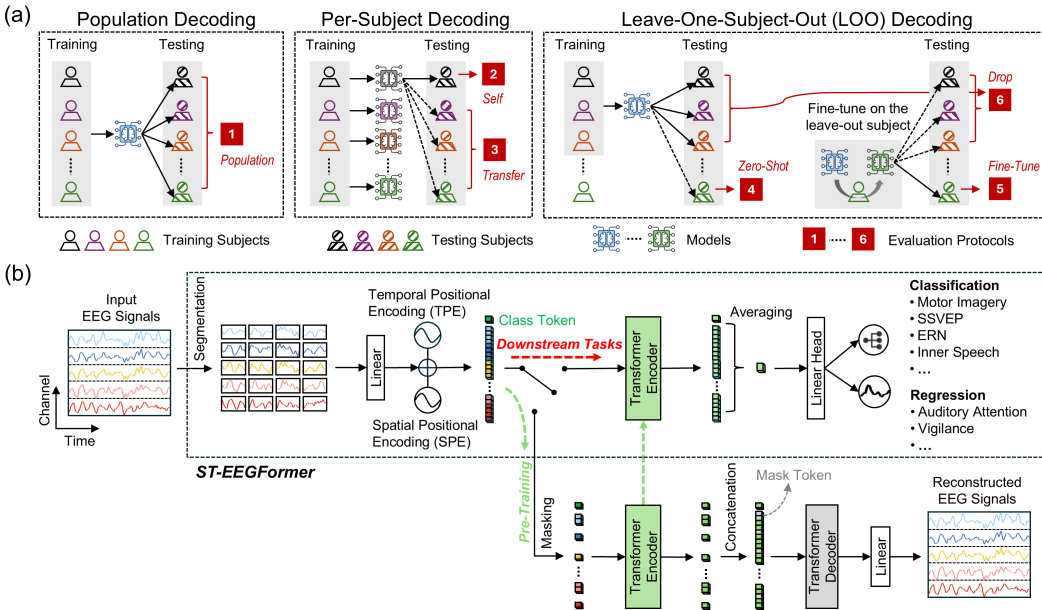 (a)
Population Decoding
Training
Testing
1
Population
Per-Subject Decoding
Training
Testing
2
Self
3
Transfer
Leave-One-Subject-Out (LOO) Decoding
Training
Testing
Testing
Zero-Shot
4
Fine-tune on the
leave-out subject
Drop
6
Fine-Tune
5
Training Subjects
Testing Subjects
Models
1
6
Evaluation Protocols
(b)
Input
EEG Signals
Channel
Time
Segmentation
Linear
Temporal Positional
Encoding (TPE)
Spatial Positional
Encoding (SPE)
Class Token
Downstream Tasks
Transformer
Encoder
Averaging
Linear Head
Classification
• Motor Imagery
• SSVEP
• ERN
• Inner Speech
• ...
Regression
• Auditory Attention
• Vigilance
• ...
ST-EEGFormer
Pre-Training
Masking
Transformer
Encoder
Concatenation
Mask Token
Transformer
Decoder
Linear
Reconstructed
EEG Signals